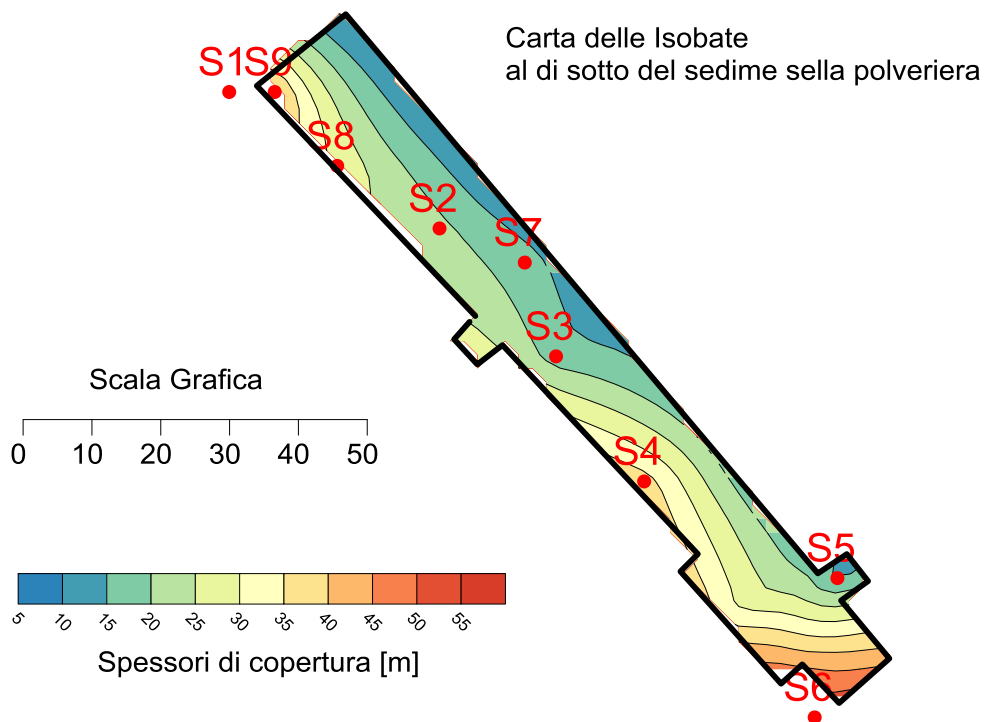 Carta delle Isobate
al di sotto del sedime sella polveriera
S1 S9
S8
S2
S7
S3
Scala Grafica
0 10 20 30 40 50
S4
S5
5 10 15 20 25 30 35 40 45 50 55
Spessori di copertura [m]
S6